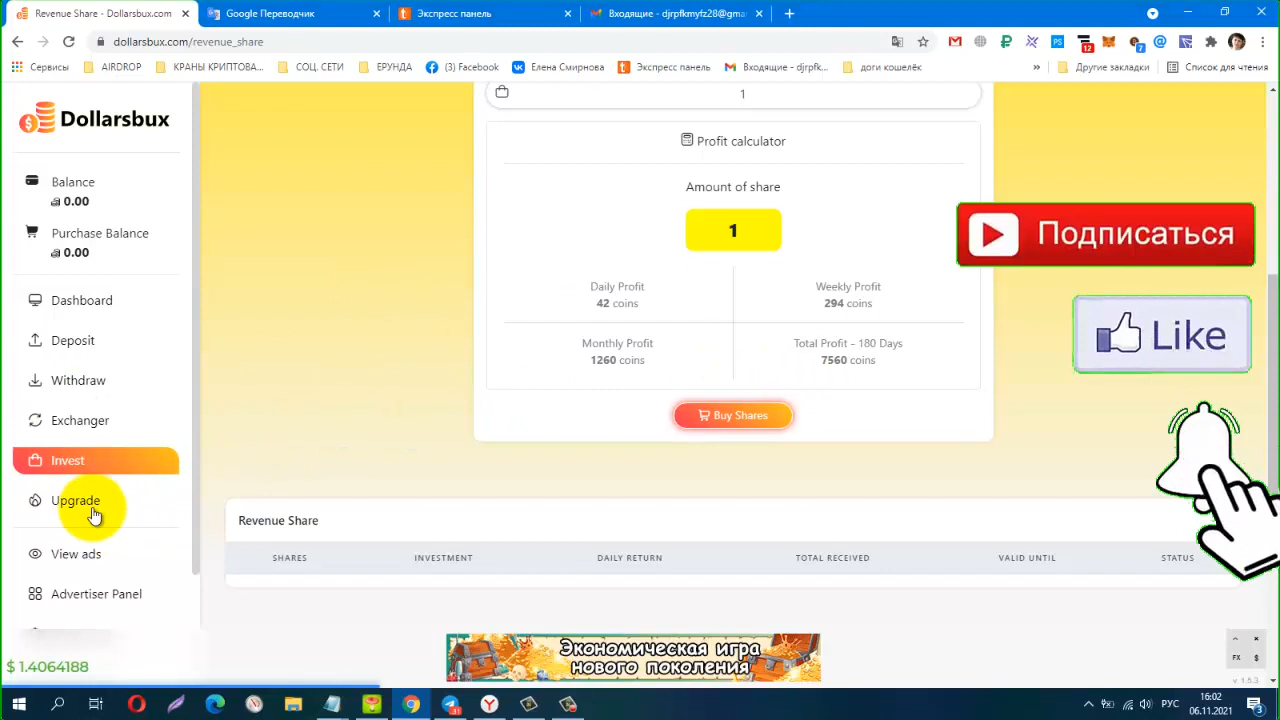 Revenue Share - Dollarsbux.com
Google Переводчик
Экспресс панель
Входящие - djrpfkmyfz28@gma
dollarsbux.com/revenue_share
Сервисы
AIRDROP
КРАНЫ КРИПТОВА...
СОЦ. СЕТИ
ЕРУНДА
(3) Facebook
Елена Смирнова
Экспресс панель
Входящие - djrpfk...
доги кошелёк
»
Другие закладки
Список для чтения
Dollarsbux
Balance
0.00
Purchase Balance
0.00
Dashboard
Deposit
Withdraw
Exchanger
Invest
Upgrade
View ads
Advertiser Panel
$ 1.4064188
1
Profit calculator
Amount of share
1
Daily Profit
42 coins
Weekly Profit
294 coins
Monthly Profit
1260 coins
Total Profit - 180 Days
7560 coins
Buy Shares
Подписаться
Like
Revenue Share
SHARES INVESTMENT DAILY RETURN TOTAL RECEIVED VALID UNTIL STATUS
Экономическая игра
нового поколения
FX $
v 1.5.3
РУС
16:02
06.11.2021